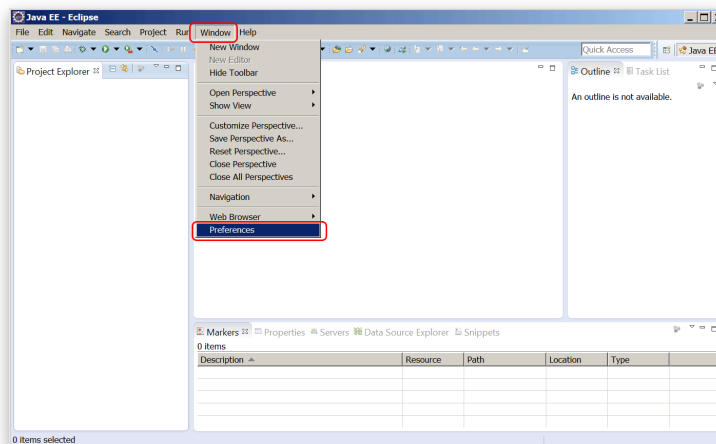 Java EE - Eclipse
File Edit Navigate Search Project Run Window Help
Quick Access
Java EE
New Window
New Editor
Hide Toolbar
Open Perspective
Show View
Customize Perspective...
Save Perspective As...
Reset Perspective...
Close Perspective
Close All Perspectives
Navigation
Web Browser
Preferences
Project Explorer
Outline Task List
An outline is not available.
Markers Properties Servers Data Source Explorer Snippets
0 items
Description Resource Path Location Type
0 items selected